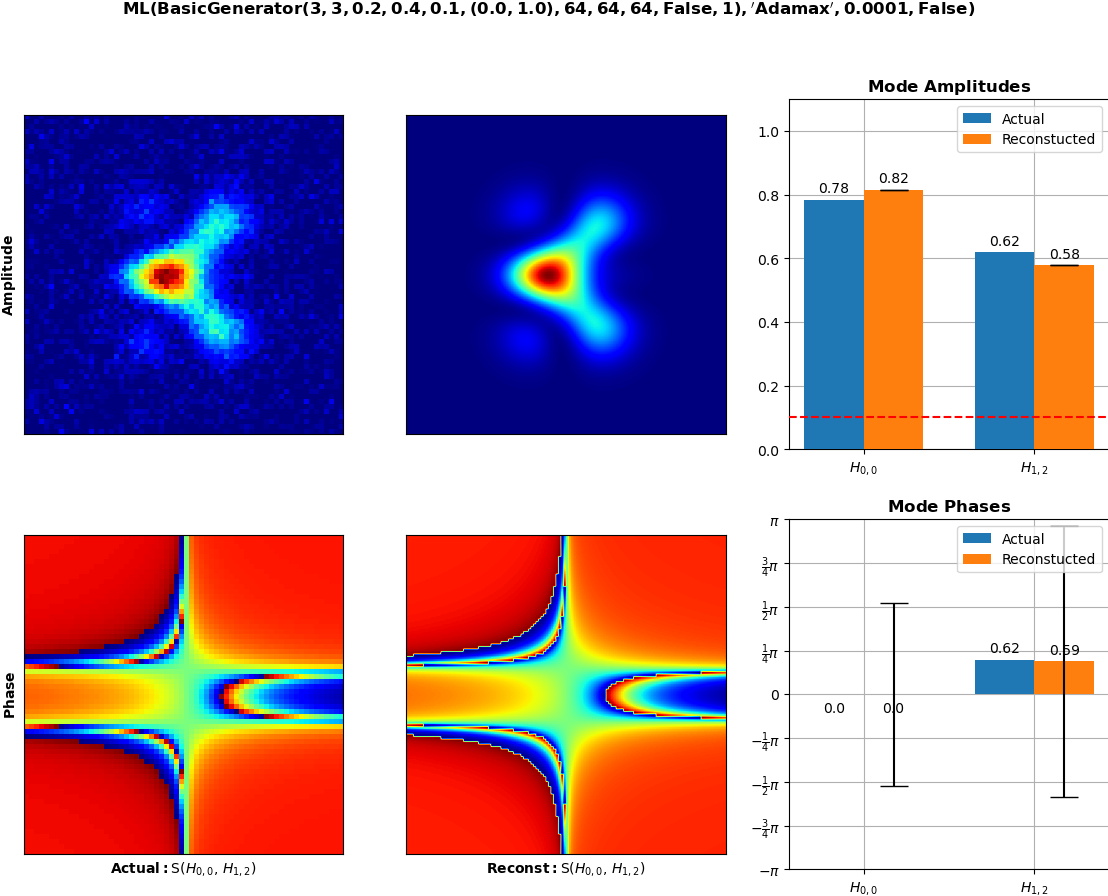 ML(BasicGenerator(3, 3, 0.2, 0.4, 0.1, (0.0, 1.0), 64, 64, 64, False, 1), ′Adamax′, 0.0001, False)
Amplitude
Mode Amplitudes
Actual
Reconstucted
1.0
0.8
0.6
0.4
0.2
0.0
0.78
0.82
0.62
0.58
H₀,₀
H₁,₂
Phase
Actual: S(H₀,₀, H₁,₂)
Reconst: S(H₀,₀, H₁,₂)
Mode Phases
Actual
Reconstucted
π
¾π
½π
¼π
0
−¼π
−½π
−¾π
−π
0.0
0.0
0.62
0.59
H₀,₀
H₁,₂